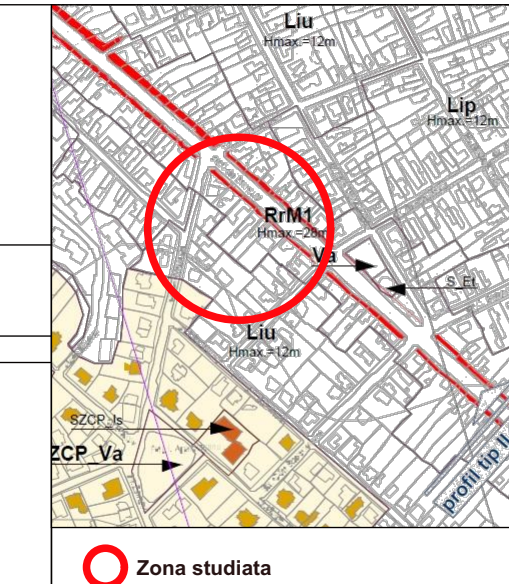 Liu
Hmax.=12m
Lip
Hmax.=12m
RrM1
Hmax.=28m
Va
S_Et
Liu
Hmax.=12m
SZCP_Is
ZCP_Va
profil tip II
Zona studiata